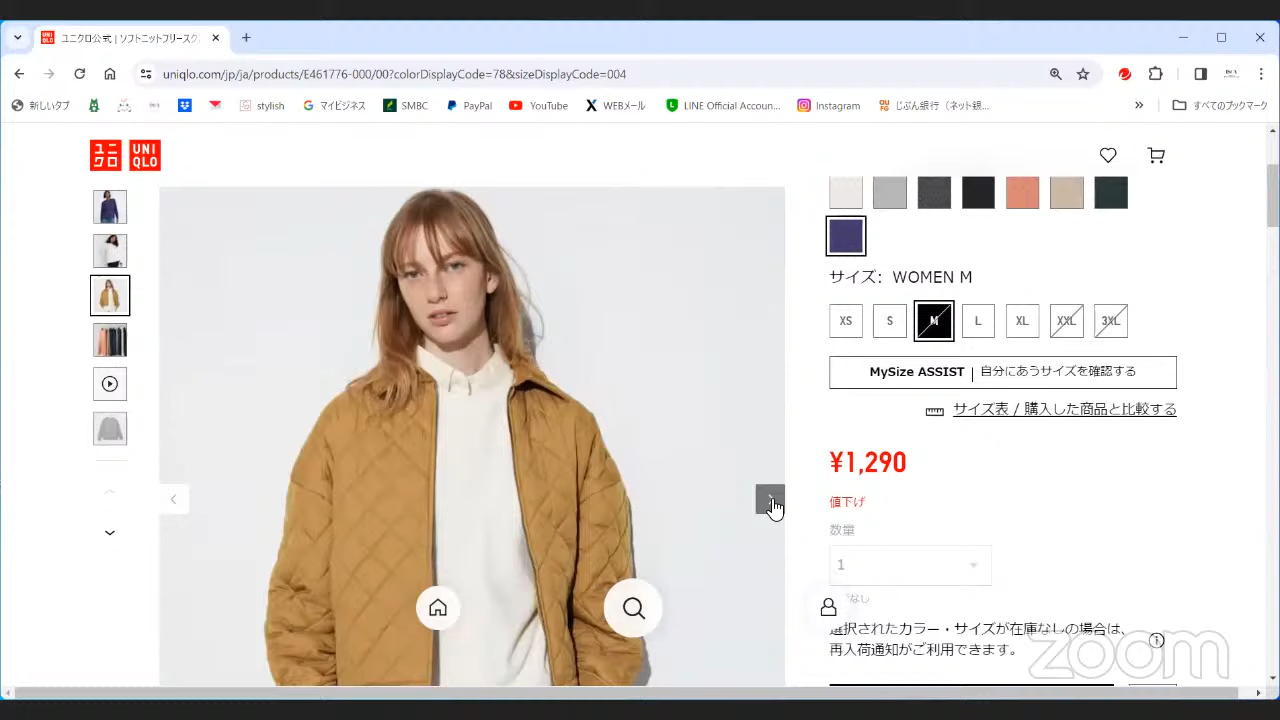 ユニクロ公式 | ソフトニットフリースク
uniqlo.com/jp/ja/products/E461776-000/00?colorDisplayCode=78&sizeDisplayCode=004
新しいタブ
stylish
マイビジネス
SMBC
PayPal
YouTube
WEBメール
LINE Official Accoun...
Instagram
じぶん銀行（ネット銀...
すべてのブックマーク
ユニ
クロ
UNI
QLO
サイズ: WOMEN M
XS
S
M
L
XL
XXL
3XL
MySize ASSIST | 自分にあうサイズを確認する
サイズ表 / 購入した商品と比較する
¥1,290
値下げ
数量
1
なし
選択されたカラー・サイズが在庫なしの場合は、
再入荷通知がご利用できます。
zoom